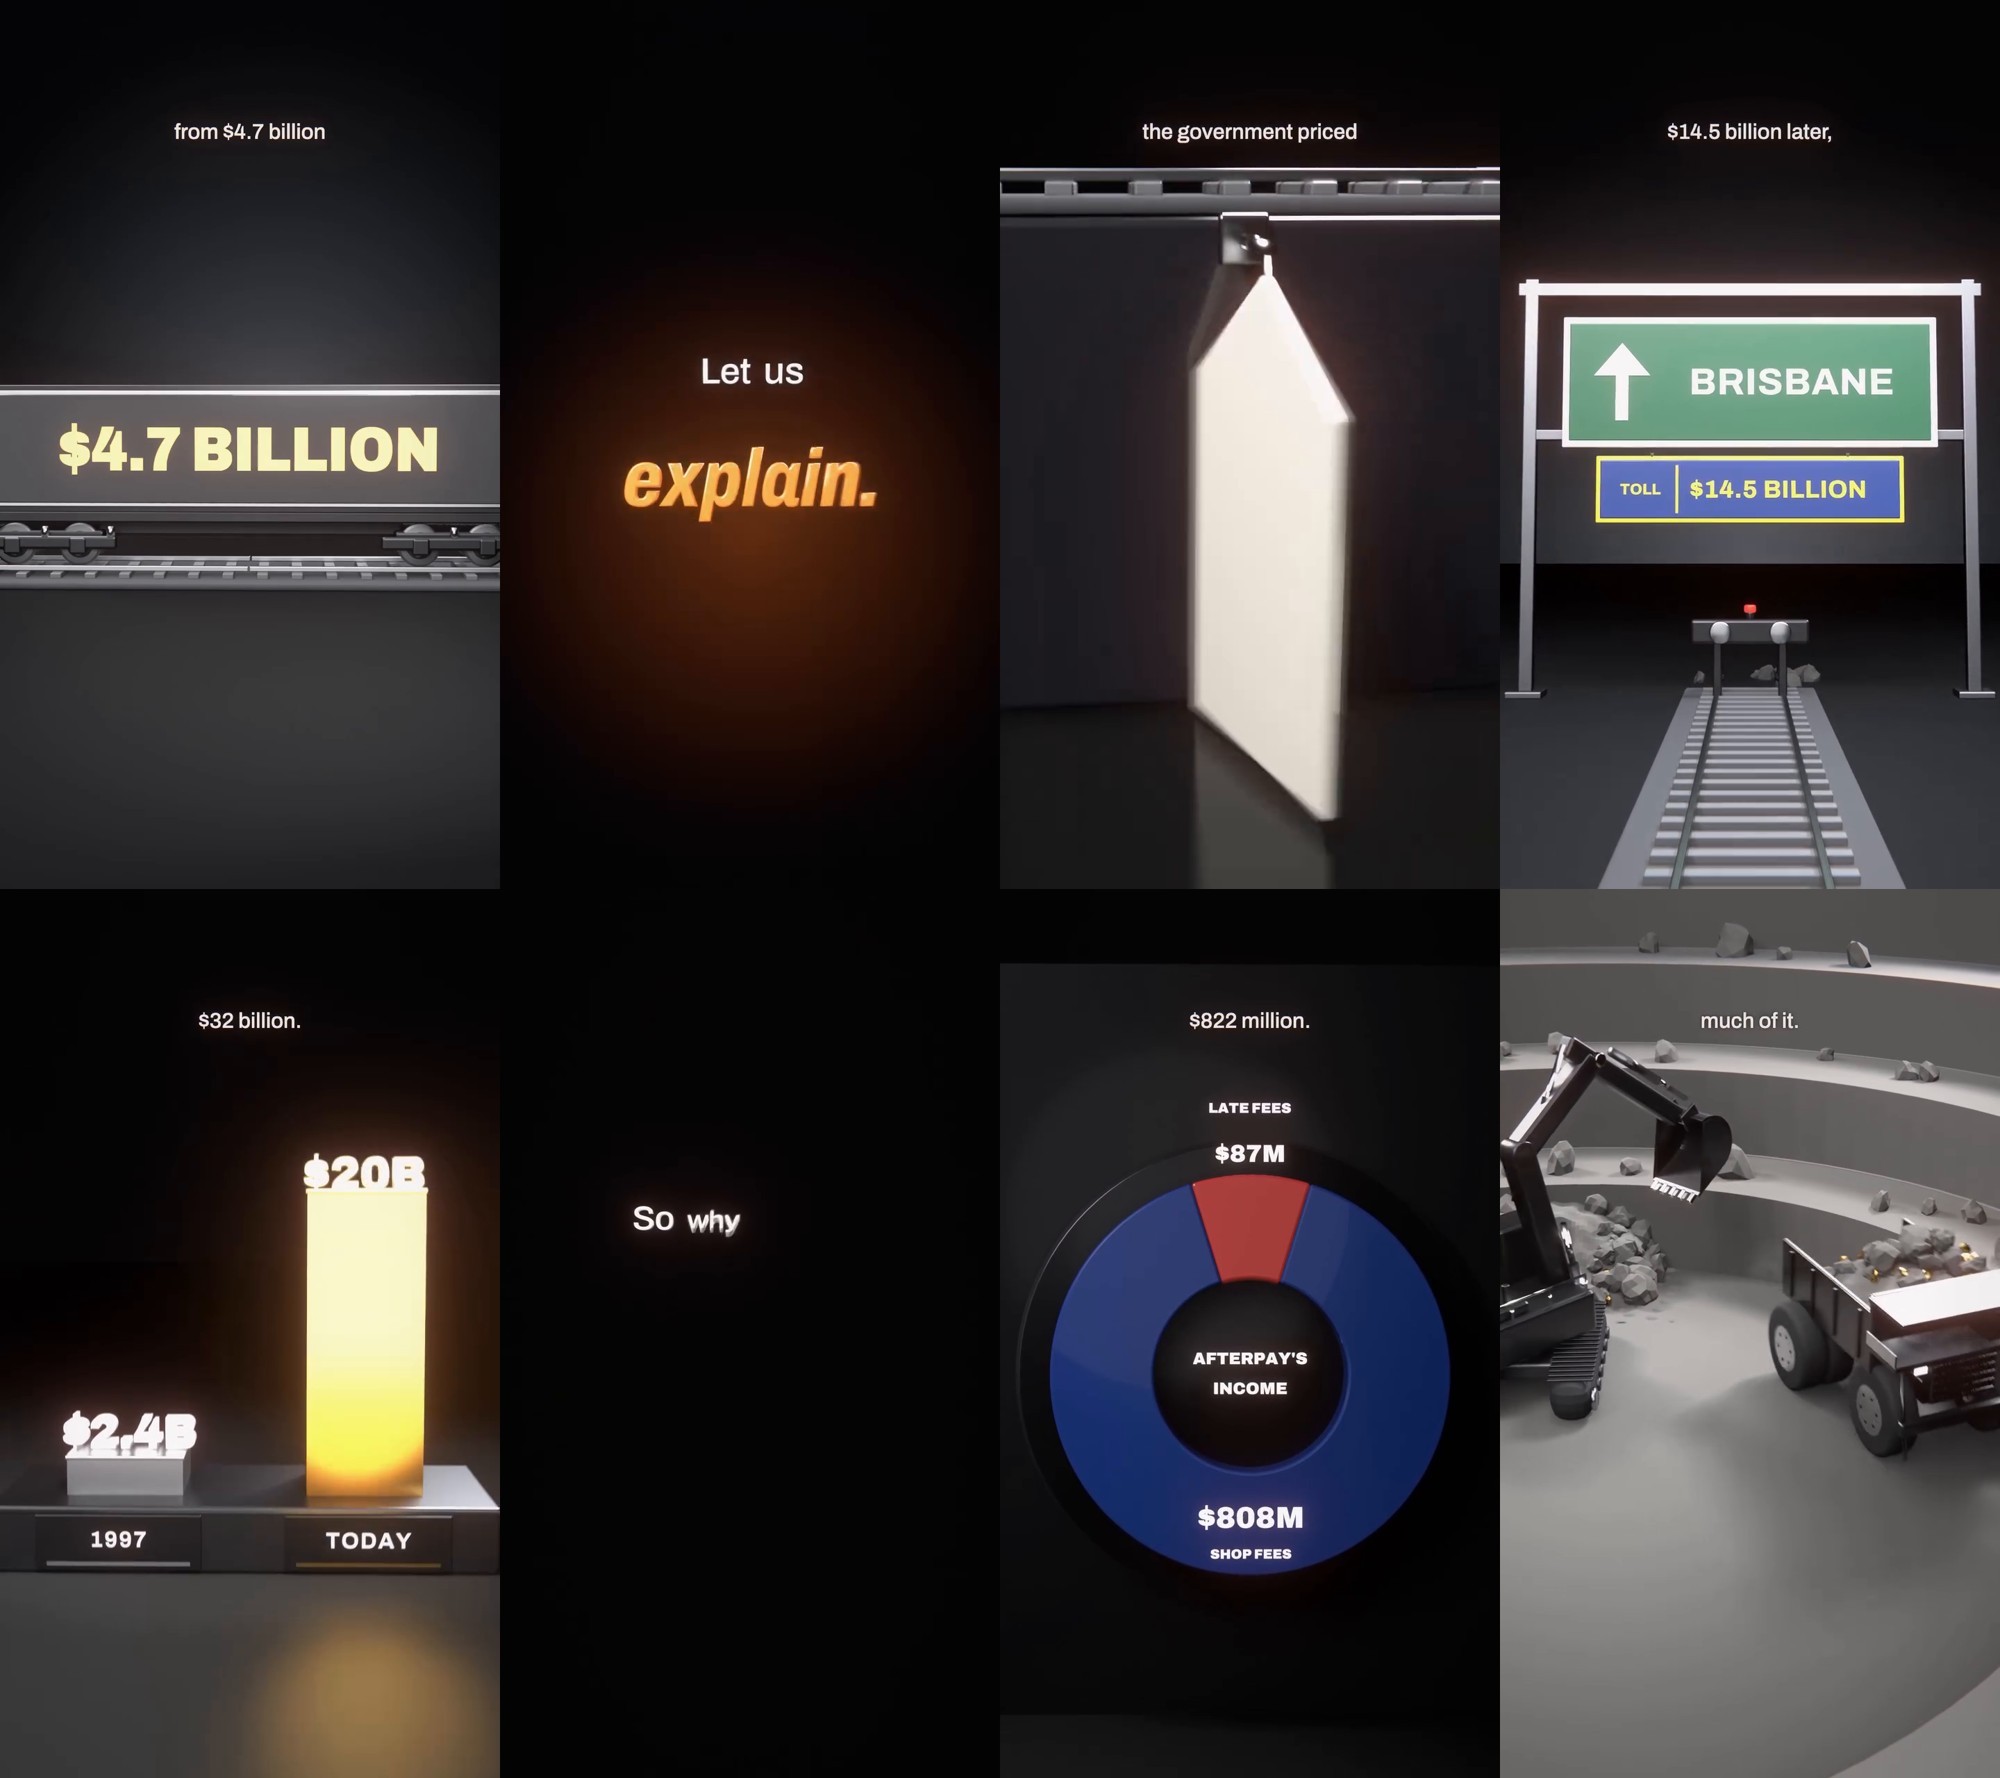 from $4.7 billion
$4.7 BILLION
Let us
explain.
the government priced
$14.5 billion later,
BRISBANE
TOLL $14.5 BILLION
$32 billion.
$20B
$2.4B
1997
TODAY
So why
$822 million.
LATE FEES
$87M
AFTERPAY'S
INCOME
$808M
SHOP FEES
much of it.